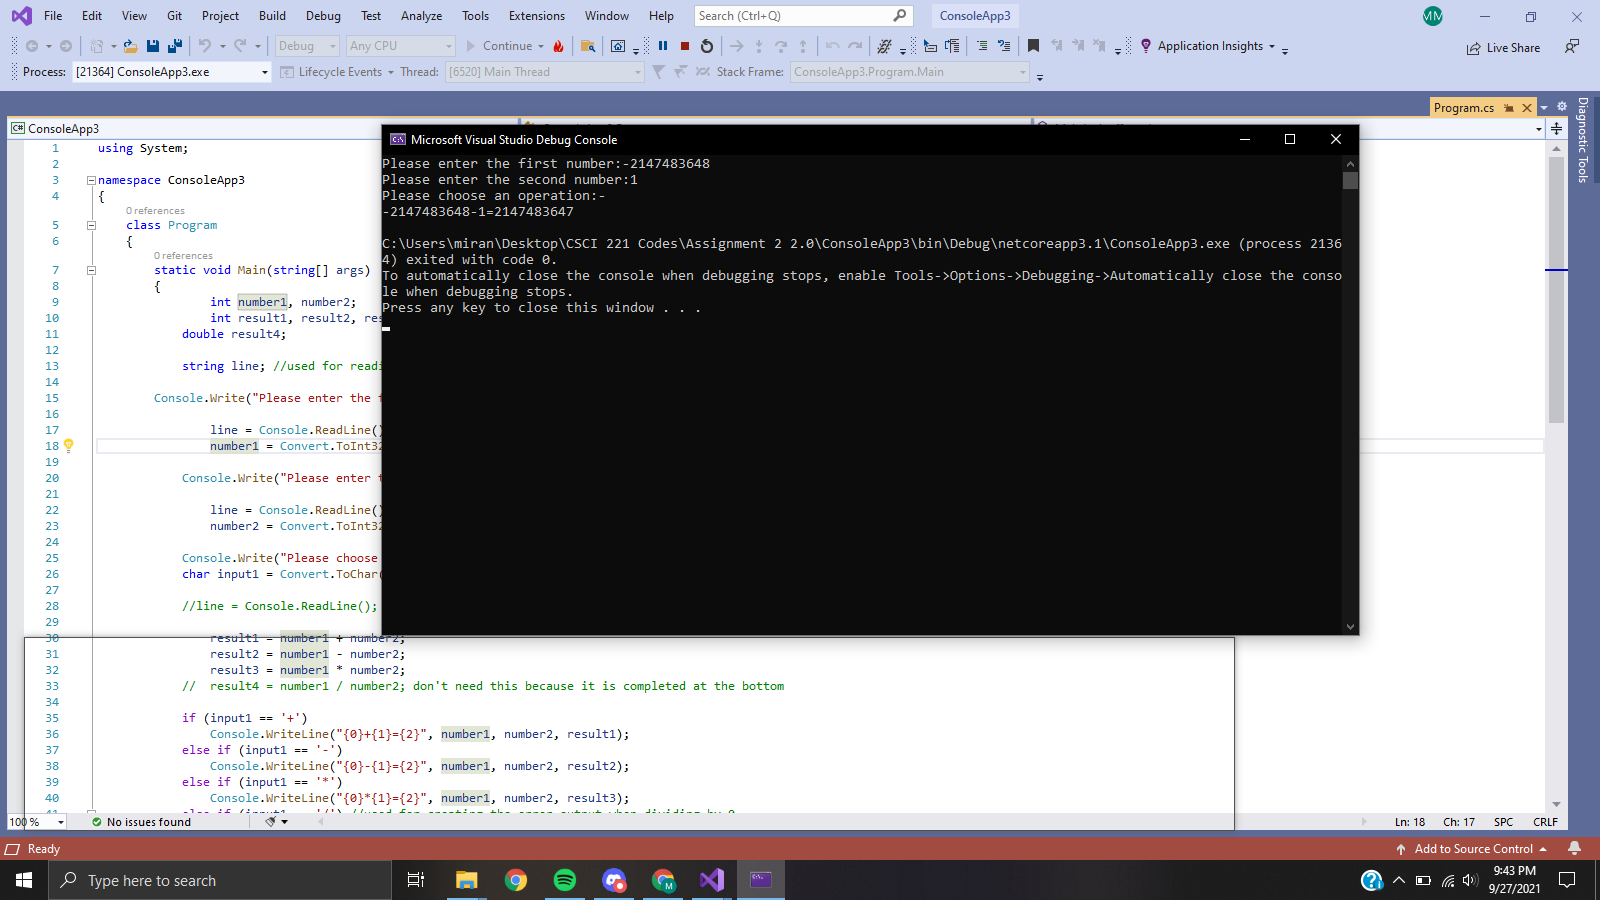 File Edit View Git Project Build Debug Test Analyze Tools Extensions Window Help Search (Ctrl+Q) ConsoleApp3 MM
Debug Any CPU Continue Application Insights Live Share
Process: [21364] ConsoleApp3.exe Lifecycle Events Thread: [6520] Main Thread Stack Frame: ConsoleApp3.Program.Main
Program.cs
Diagnostic Tools
C# ConsoleApp3
Microsoft Visual Studio Debug Console
Please enter the first number:-2147483648
Please enter the second number:1
Please choose an operation:-
-2147483648-1=2147483647
C:\Users\miran\Desktop\CSCI 221 Codes\Assignment 2 2.0\ConsoleApp3\bin\Debug\netcoreapp3.1\ConsoleApp3.exe (process 2136
4) exited with code 0.
To automatically close the console when debugging stops, enable Tools->Options->Debugging->Automatically close the conso
le when debugging stops.
Press any key to close this window . . .
1 using System;
2
3 namespace ConsoleApp3
4 {
0 references
5 class Program
6 {
0 references
7 static void Main(string[] args)
8 {
9 int number1, number2;
10 int result1, result2, res
11 double result4;
12
13 string line; //used for readi
14
15 Console.Write("Please enter the f
16
17 line = Console.ReadLine()
18 number1 = Convert.ToInt32
19
20 Console.Write("Please enter t
21
22 line = Console.ReadLine()
23 number2 = Convert.ToInt32
24
25 Console.Write("Please choose
26 char input1 = Convert.ToChar(
27
28 //line = Console.ReadLine();
29
30 result1 = number1 + number2;
31 result2 = number1 - number2;
32 result3 = number1 * number2;
33 // result4 = number1 / number2; don't need this because it is completed at the bottom
34
35 if (input1 == '+')
36 Console.WriteLine("{0}+{1}={2}", number1, number2, result1);
37 else if (input1 == '-')
38 Console.WriteLine("{0}-{1}={2}", number1, number2, result2);
39 else if (input1 == '*')
40 Console.WriteLine("{0}*{1}={2}", number1, number2, result3);
41 else if (input1 == '/') //used for creating the error output when dividing by 0
100 % No issues found Ln: 18 Ch: 17 SPC CRLF
Ready Add to Source Control
Type here to search
9:43 PM
9/27/2021